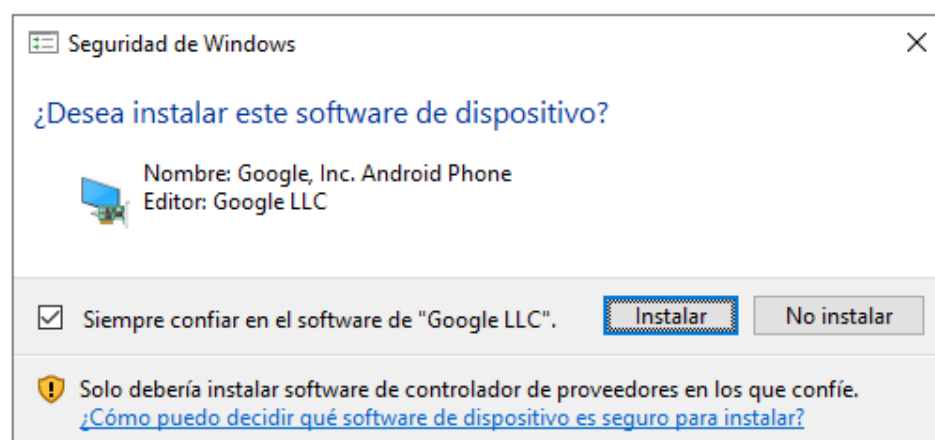 Seguridad de Windows
¿Desea instalar este software de dispositivo?
Nombre: Google, Inc. Android Phone
Editor: Google LLC
Siempre confiar en el software de "Google LLC".
Instalar
No instalar
Solo debería instalar software de controlador de proveedores en los que confíe.
¿Cómo puedo decidir qué software de dispositivo es seguro para instalar?